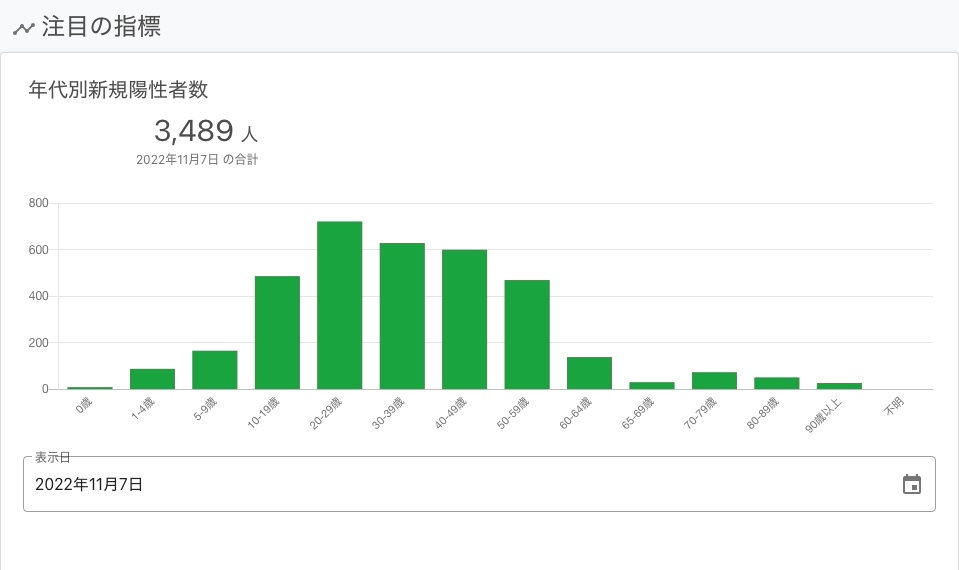 注目の指標
年代別新規陽性者数
3,489 人
2022年11月7日 の合計
800
600
400
200
0
0歳
1-4歳
5-9歳
10-19歳
20-29歳
30-39歳
40-49歳
50-59歳
60-64歳
65-69歳
70-79歳
80-89歳
90歳以上
不明
表示日
2022年11月7日